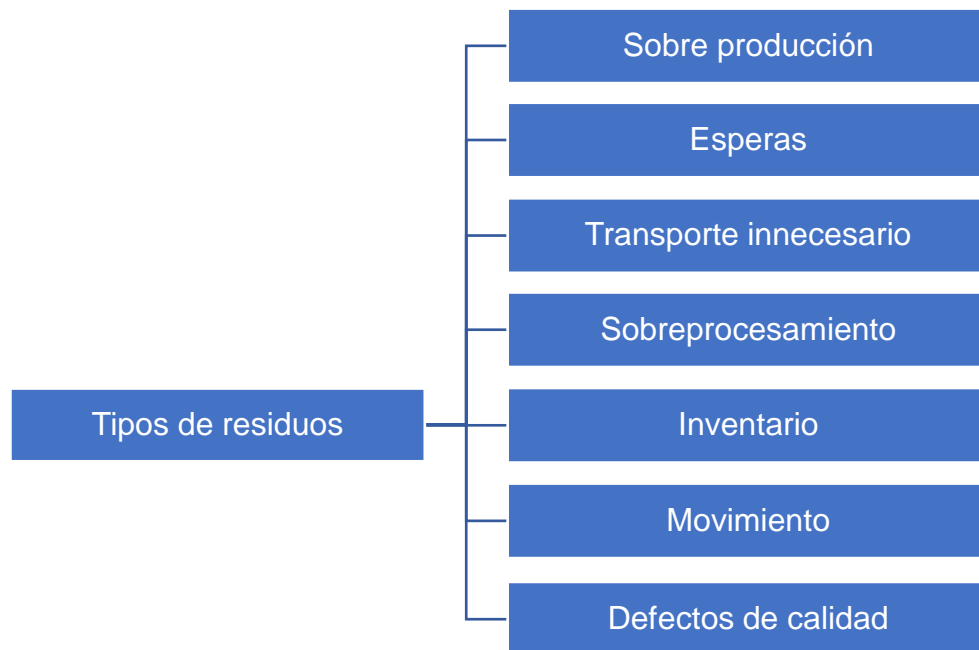 Tipos de residuos
Sobre producción
Esperas
Transporte innecesario
Sobreprocesamiento
Inventario
Movimiento
Defectos de calidad